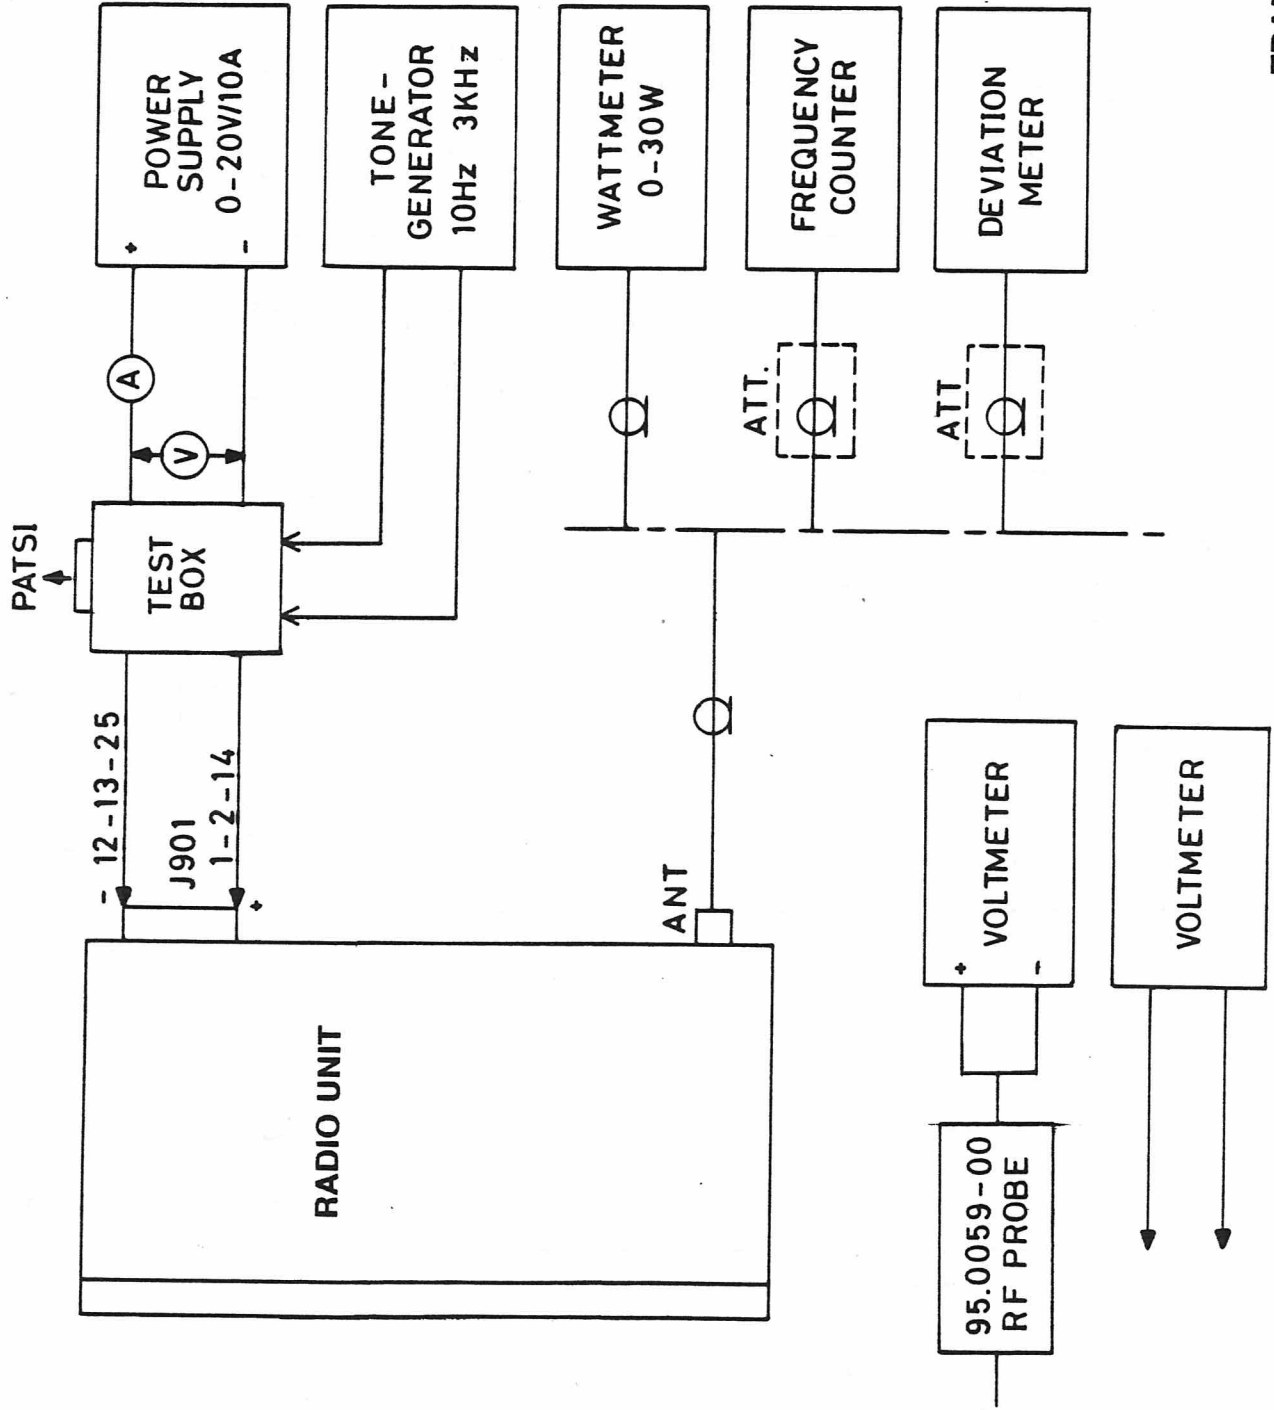 PATSI
POWER
SUPPLY
0-20V/10A
+
-
A
V
TEST
BOX
- 12-13-25
J901
1-2-14
+
TONE-
GENERATOR
10Hz 3KHz
RADIO UNIT
ANT
WATTMETER
0-30W
FREQUENCY
COUNTER
ATT.
DEVIATION
METER
ATT
VOLTMETER
+
-
95.0059-00
RF PROBE
VOLTMETER